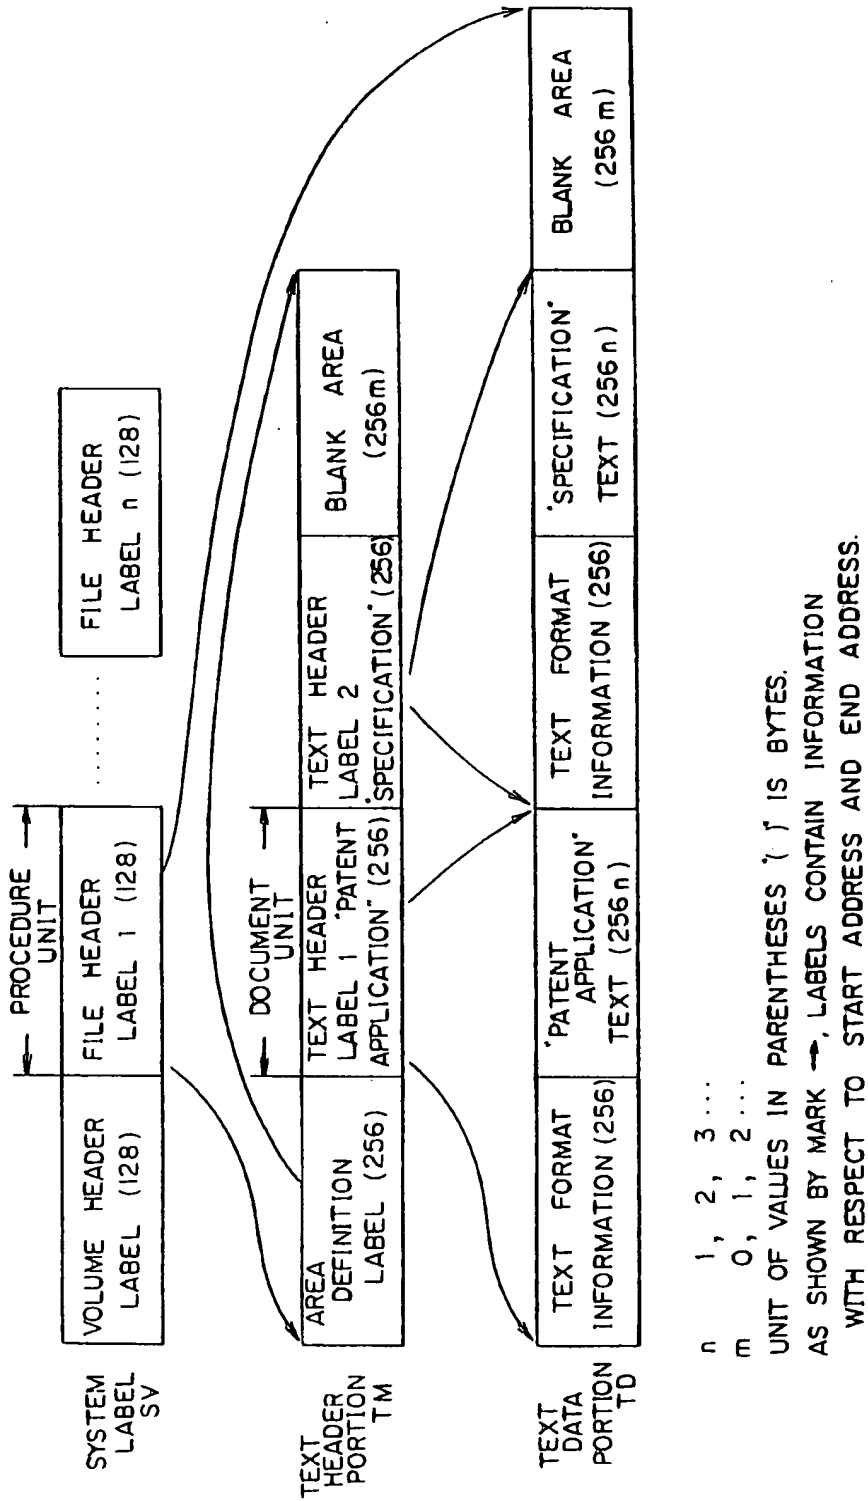 PROCEDURE
UNIT
SYSTEM
LABEL
SV
VOLUME HEADER
LABEL (128)
FILE HEADER
LABEL 1 (128)
........
FILE HEADER
LABEL n (128)
DOCUMENT
UNIT
TEXT
HEADER
PORTION
TM
AREA
DEFINITION
LABEL (256)
TEXT HEADER
LABEL 1 "PATENT
APPLICATION" (256)
TEXT HEADER
LABEL 2
"SPECIFICATION" (256)
BLANK AREA
(256m)
TEXT
DATA
PORTION
TD
TEXT FORMAT
INFORMATION (256)
"PATENT
APPLICATION"
TEXT (256n)
TEXT FORMAT
INFORMATION (256)
"SPECIFICATION"
TEXT (256n)
BLANK AREA
(256m)
n 1, 2, 3...
m 0, 1, 2...
UNIT OF VALUES IN PARENTHESES "( )" IS BYTES.
AS SHOWN BY MARK →, LABELS CONTAIN INFORMATION
WITH RESPECT TO START ADDRESS AND END ADDRESS.